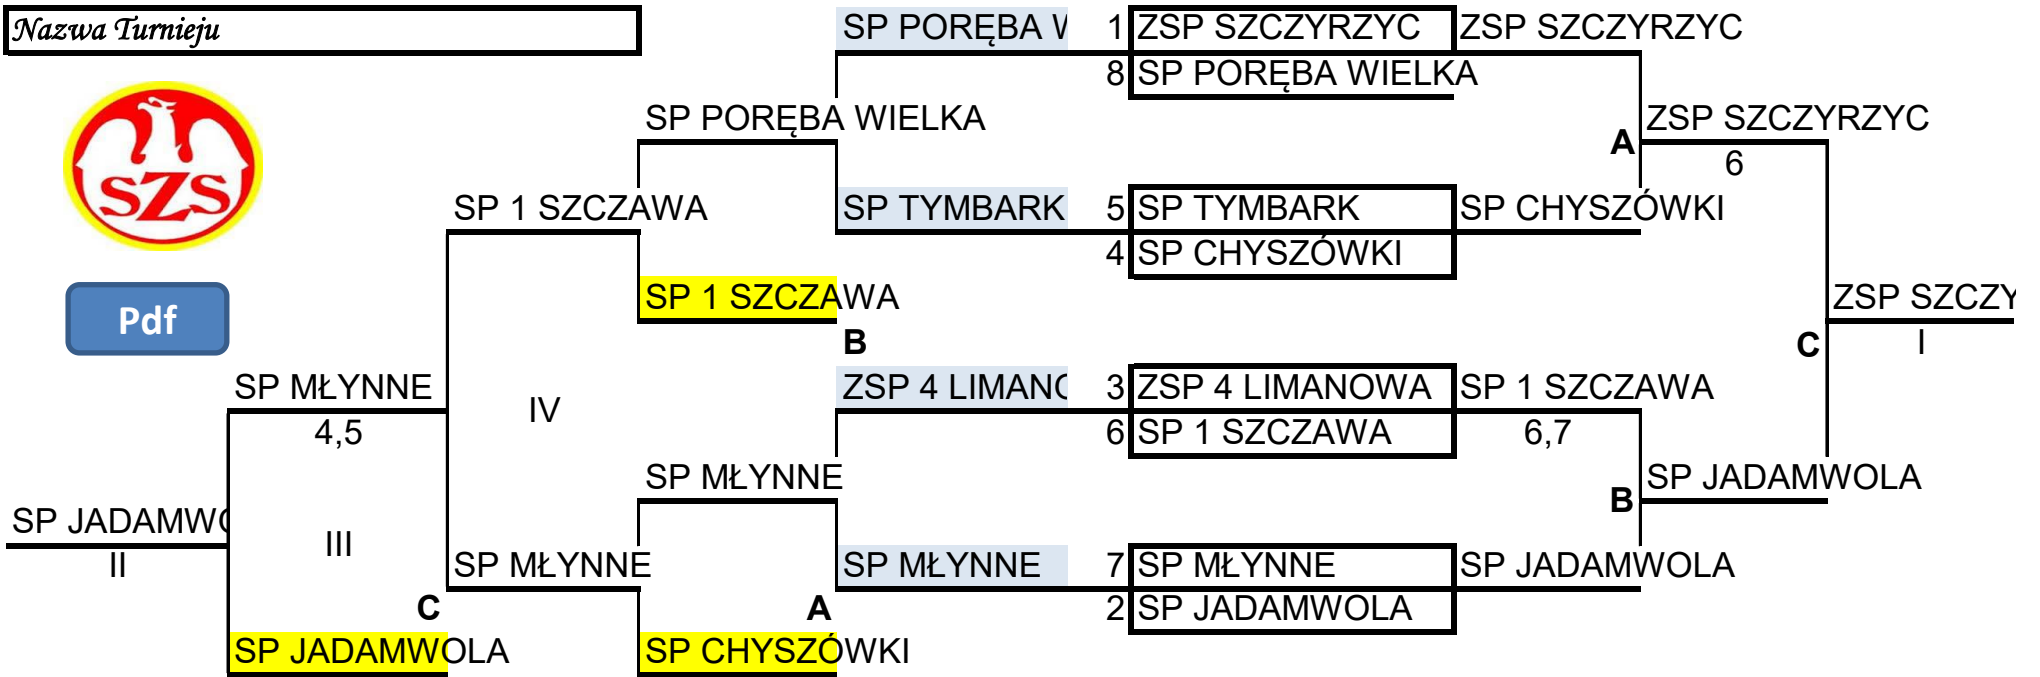 Nazwa Turnieju
SP PORĘBA W 1 ZSP SZCZYRZYC ZSP SZCZYRZYC
8 SP PORĘBA WIELKA
SP PORĘBA WIELKA ZSP SZCZYRZYC
A
6
SZS
SP 1 SZCZAWA SP TYMBARK 5 SP TYMBARK SP CHYSZÓWKI
4 SP CHYSZÓWKI
SP 1 SZCZAWA ZSP SZCZY
Pdf
B C I
SP MŁYNNE ZSP 4 LIMANO 3 ZSP 4 LIMANOWA SP 1 SZCZAWA
IV
4,5 6 SP 1 SZCZAWA 6,7
SP MŁYNNE SP JADAMWOLA
B
SP JADAMWO
III
II SP MŁYNNE SP MŁYNNE 7 SP MŁYNNE SP JADAMWOLA
C A 2 SP JADAMWOLA
SP JADAMWOLA SP CHYSZÓWKI